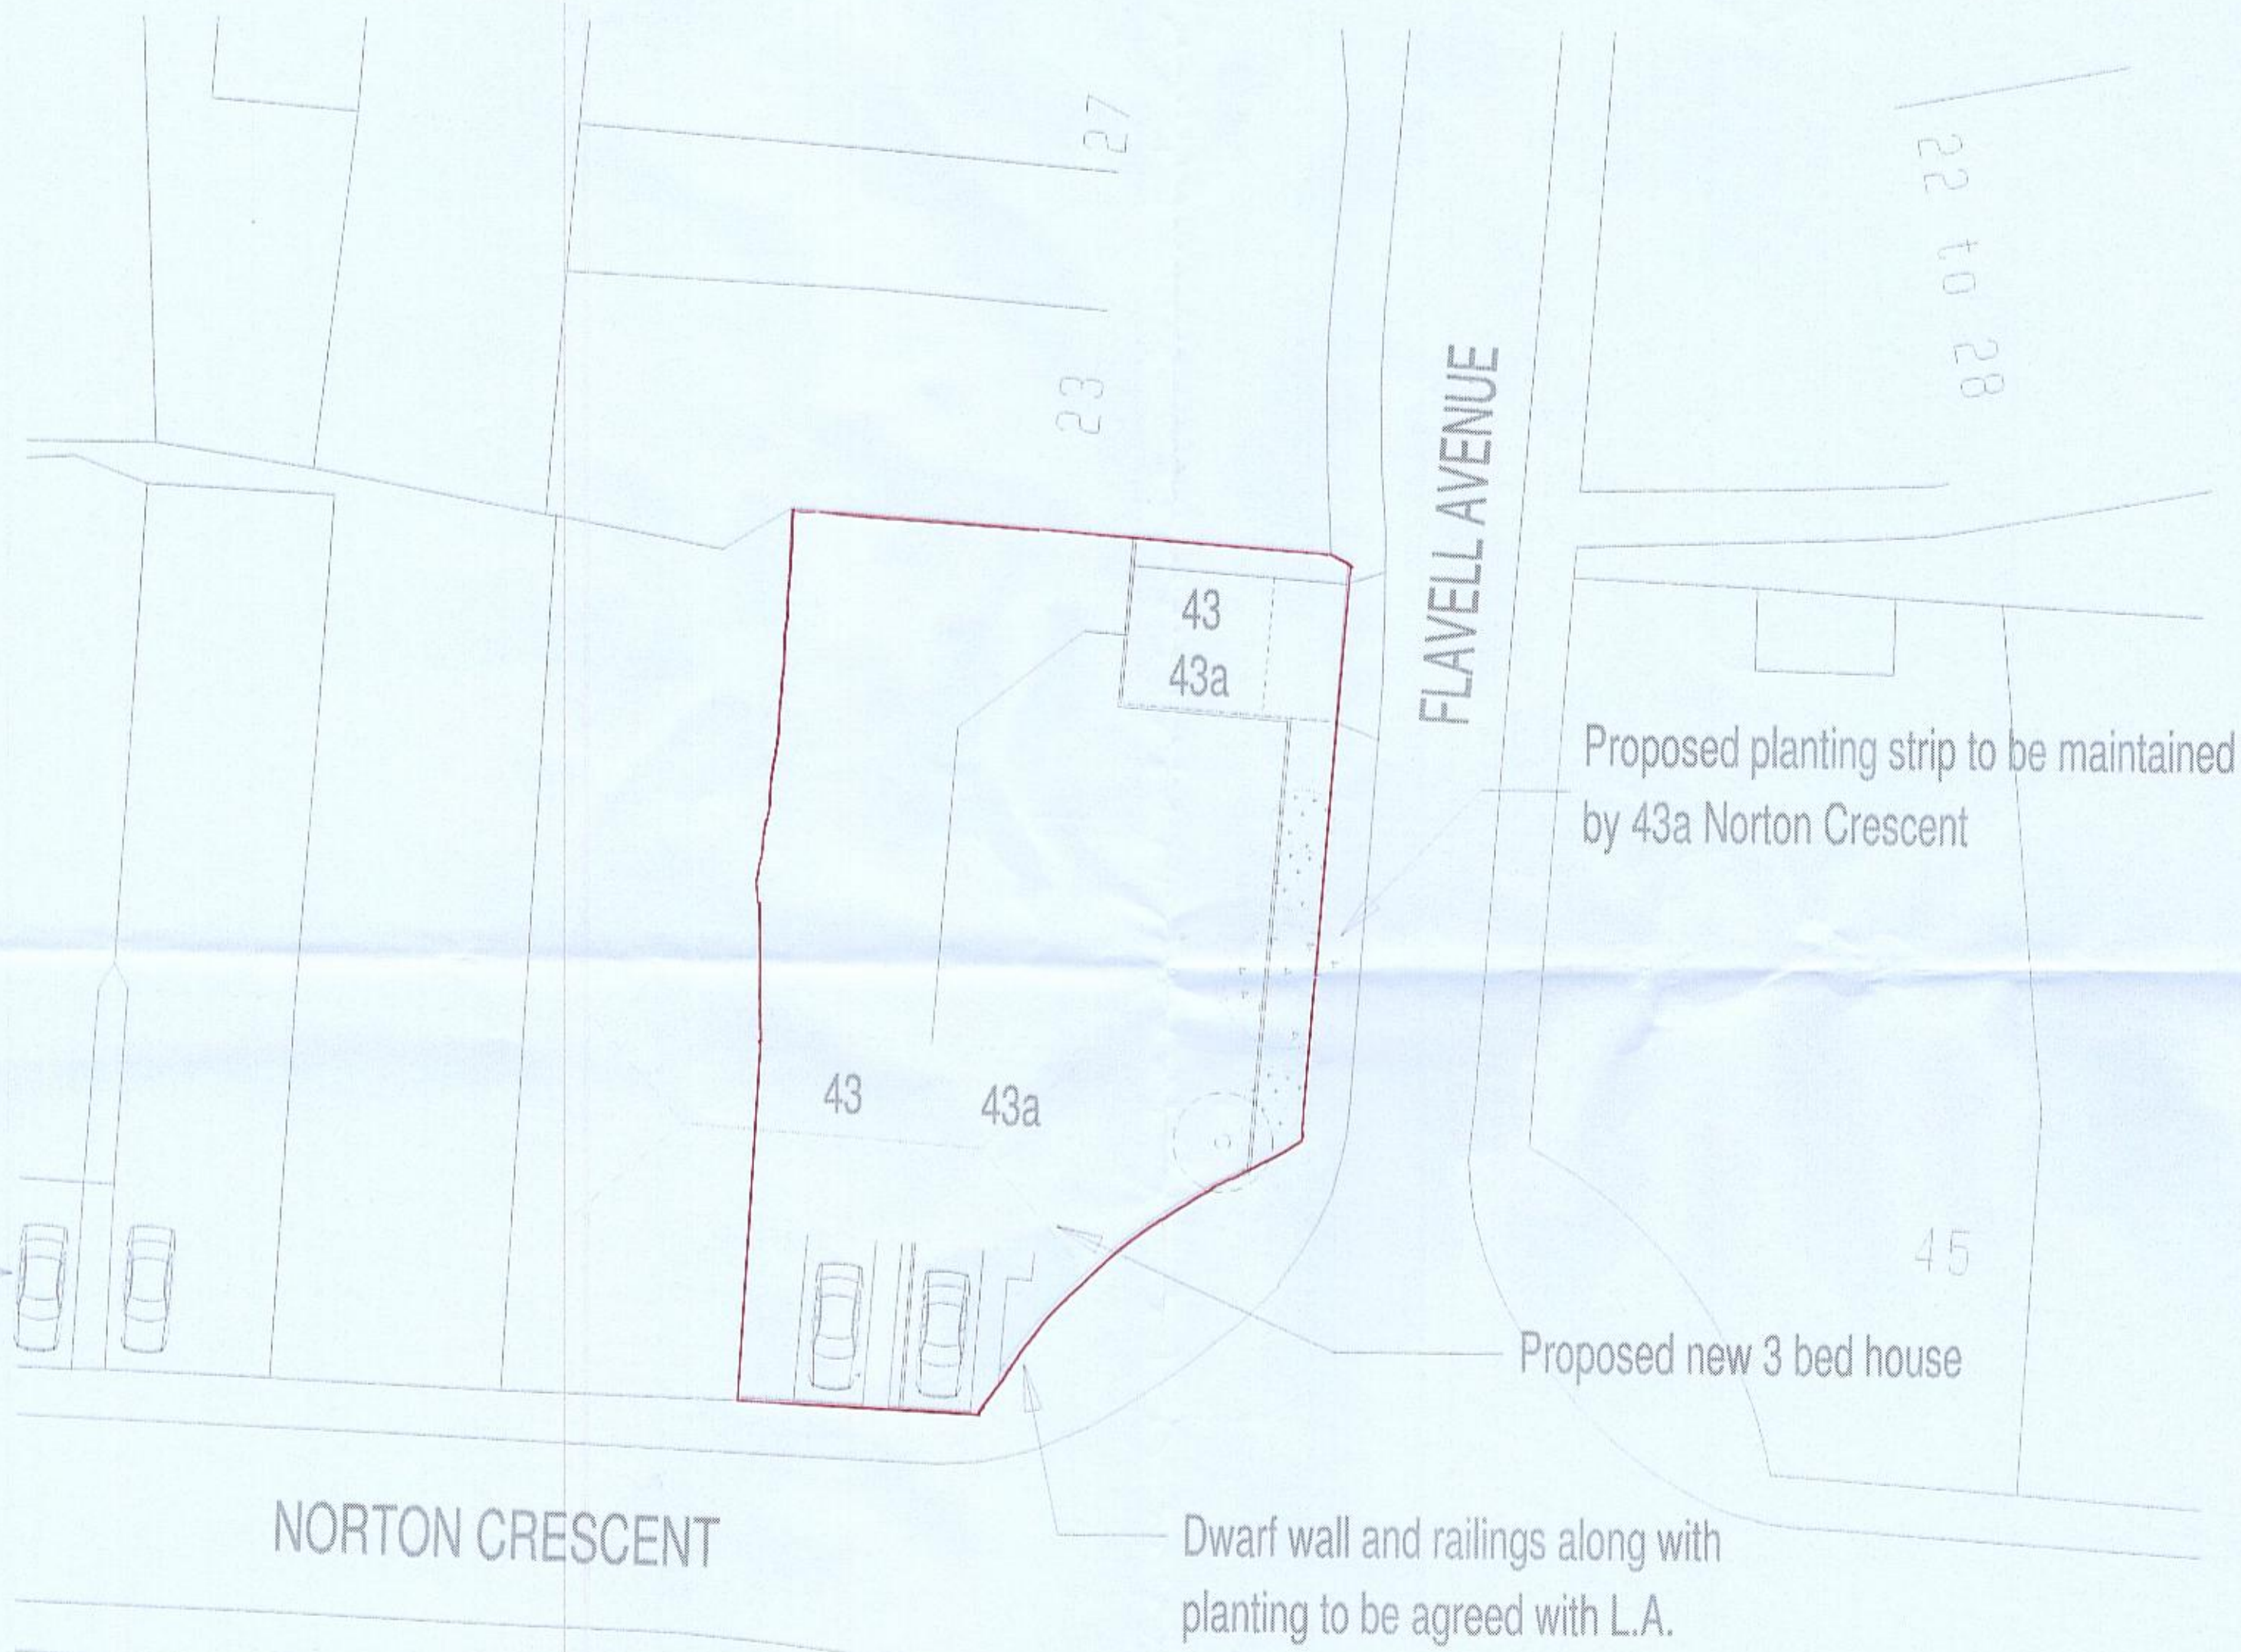 27
22 to 28
23
FLAVELL AVENUE
43
43a
Proposed planting strip to be maintained
by 43a Norton Crescent
43
43a
45
Proposed new 3 bed house
NORTON CRESCENT
Dwarf wall and railings along with
planting to be agreed with L.A.